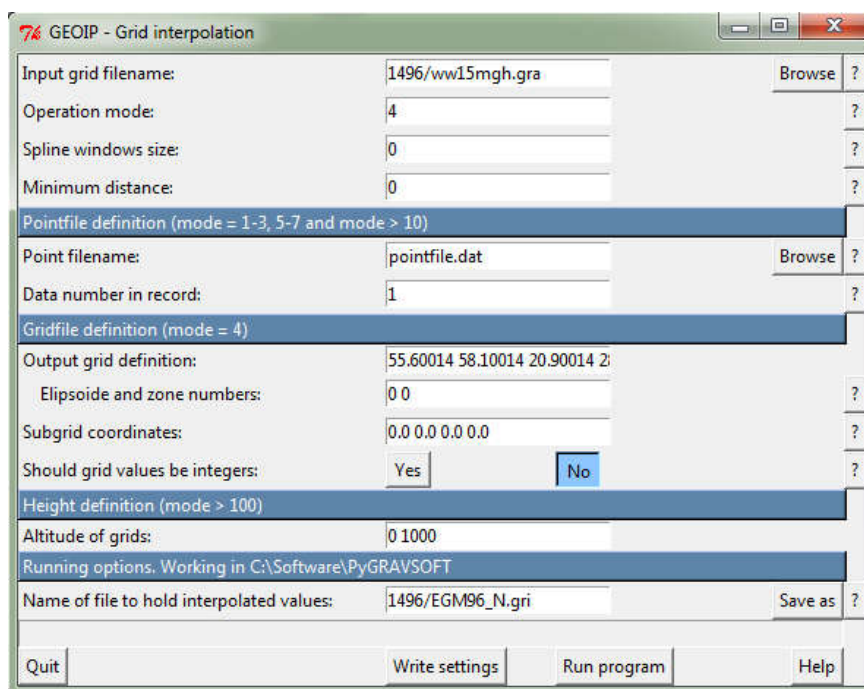 GEOIP - Grid interpolation
Input grid filename: 1496/ww15mgh.gra Browse ?
Operation mode: 4 ?
Spline windows size: 0 ?
Minimum distance: 0 ?
Pointfile definition (mode = 1-3, 5-7 and mode > 10)
Point filename: pointfile.dat Browse ?
Data number in record: 1 ?
Gridfile definition (mode = 4)
Output grid definition: 55.60014 58.10014 20.90014
Elipsoide and zone numbers: 0 0 ?
Subgrid coordinates: 0.0 0.0 0.0 0.0 ?
Should grid values be integers: Yes No ?
Height definition (mode > 100)
Altitude of grids: 0 1000
Running options. Working in C:\Software\PyGRAVSOFT
Name of file to hold interpolated values: 1496/EGM96_N.gri Save as ?
Quit Write settings Run program Help